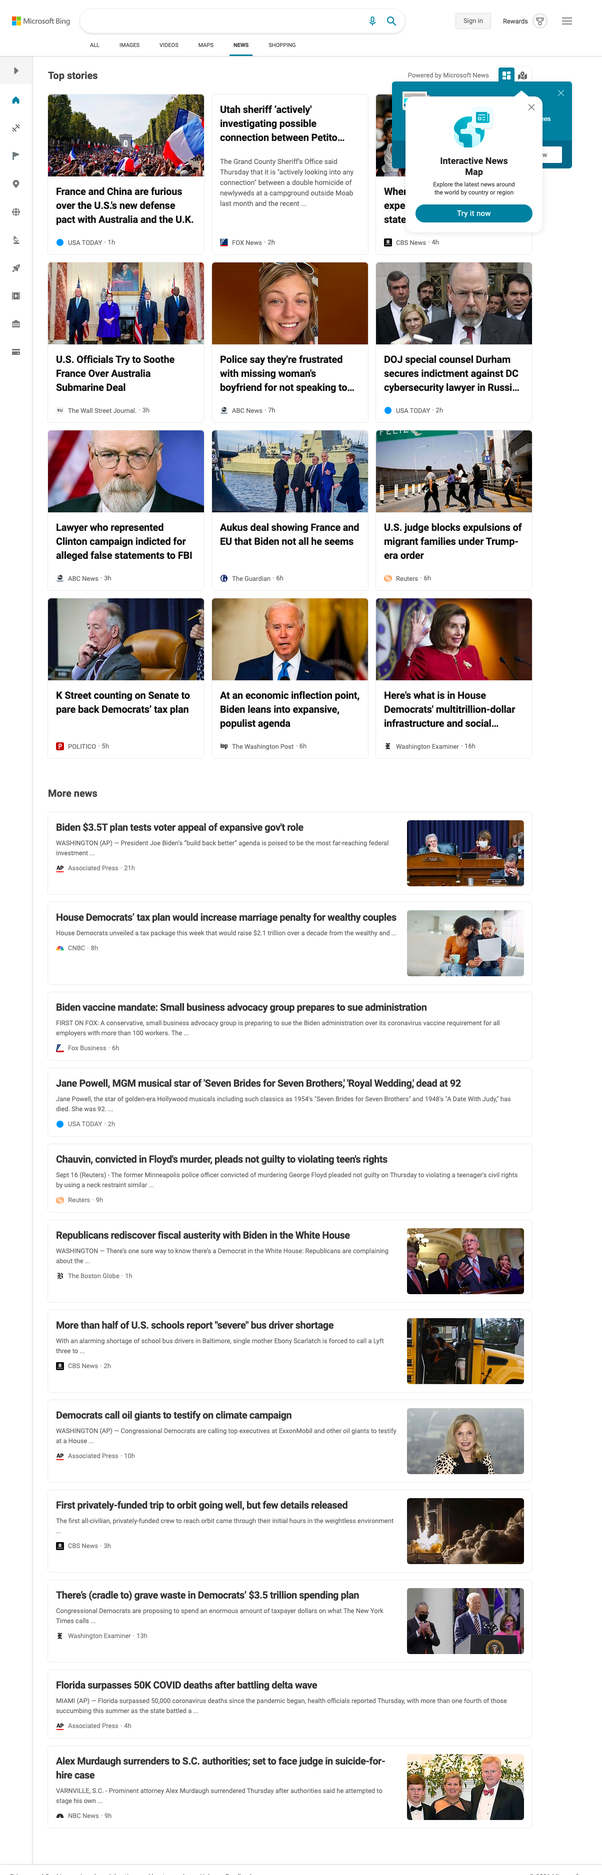 Microsoft Bing
Sign in
Rewards
ALL
IMAGES
VIDEOS
MAPS
NEWS
SHOPPING
Top stories
Powered by Microsoft News
Interactive News
Map
Explore the latest news around
the world by country or region
Try it now
France and China are furious
over the U.S.'s new defense
pact with Australia and the U.K.
USA TODAY · 1h
Utah sheriff 'actively'
investigating possible
connection between Petito...
The Grand County Sheriff's Office said
Thursday that it is "actively looking into any
connection" between a double homicide of
newlyweds at a campground outside Moab
last month and the recent ...
FOX News · 2h
CBS News · 4h
U.S. Officials Try to Soothe
France Over Australia
Submarine Deal
The Wall Street Journal. · 3h
Police say they're frustrated
with missing woman's
boyfriend for not speaking to...
ABC News · 7h
DOJ special counsel Durham
secures indictment against DC
cybersecurity lawyer in Russi...
USA TODAY · 2h
Lawyer who represented
Clinton campaign indicted for
alleged false statements to FBI
ABC News · 3h
Aukus deal showing France and
EU that Biden not all he seems
The Guardian · 6h
U.S. judge blocks expulsions of
migrant families under Trump-
era order
Reuters · 6h
K Street counting on Senate to
pare back Democrats' tax plan
POLITICO · 5h
At an economic inflection point,
Biden leans into expansive,
populist agenda
The Washington Post · 6h
Here's what is in House
Democrats' multitrillion-dollar
infrastructure and social...
Washington Examiner · 16h
More news
Biden $3.5T plan tests voter appeal of expansive gov't role
WASHINGTON (AP) — President Joe Biden's "build back better" agenda is poised to be the most far-reaching federal
investment ...
Associated Press · 21h
House Democrats' tax plan would increase marriage penalty for wealthy couples
House Democrats unveiled a tax package this week that would raise $2.1 trillion over a decade from the wealthy and ...
CNBC · 8h
Biden vaccine mandate: Small business advocacy group prepares to sue administration
FIRST ON FOX: A conservative, small business advocacy group is preparing to sue the Biden administration over its coronavirus vaccine requirement for all
employers with more than 100 workers. The ...
Fox Business · 6h
Jane Powell, MGM musical star of 'Seven Brides for Seven Brothers,' 'Royal Wedding,' dead at 92
Jane Powell, the star of golden-era Hollywood musicals including such classics as 1954's "Seven Brides for Seven Brothers" and 1948's "A Date With Judy," has
died. She was 92. ...
USA TODAY · 2h
Chauvin, convicted in Floyd's murder, pleads not guilty to violating teen's rights
Sept 16 (Reuters) - The former Minneapolis police officer convicted of murdering George Floyd pleaded not guilty on Thursday to violating a teenager's civil rights
by using a neck restraint similar ...
Reuters · 9h
Republicans rediscover fiscal austerity with Biden in the White House
WASHINGTON — There's one sure way to know there's a Democrat in the White House: Republicans are complaining
about the ...
The Boston Globe · 1h
More than half of U.S. schools report "severe" bus driver shortage
With an alarming shortage of school bus drivers in Baltimore, single mother Ebony Scarlatch is forced to call a Lyft
three to ...
CBS News · 2h
Democrats call oil giants to testify on climate campaign
WASHINGTON (AP) — Congressional Democrats are calling top executives at ExxonMobil and other oil giants to testify
at a House ...
Associated Press · 10h
First privately-funded trip to orbit going well, but few details released
The first all-civilian, privately-funded crew to reach orbit came through their initial hours in the weightless environment
...
CBS News · 3h
There's (cradle to) grave waste in Democrats' $3.5 trillion spending plan
Congressional Democrats are proposing to spend an enormous amount of taxpayer dollars on what The New York
Times calls ...
Washington Examiner · 13h
Florida surpasses 50K COVID deaths after battling delta wave
MIAMI (AP) — Florida surpassed 50,000 coronavirus deaths since the pandemic began, health officials reported Thursday, with more than one fourth of those
succumbing this summer as the state battled a ...
Associated Press · 4h
Alex Murdaugh surrenders to S.C. authorities; set to face judge in suicide-for-
hire case
VARNVILLE, S.C. - Prominent attorney Alex Murdaugh surrendered Thursday after authorities said he attempted to
stage his own ...
NBC News · 9h